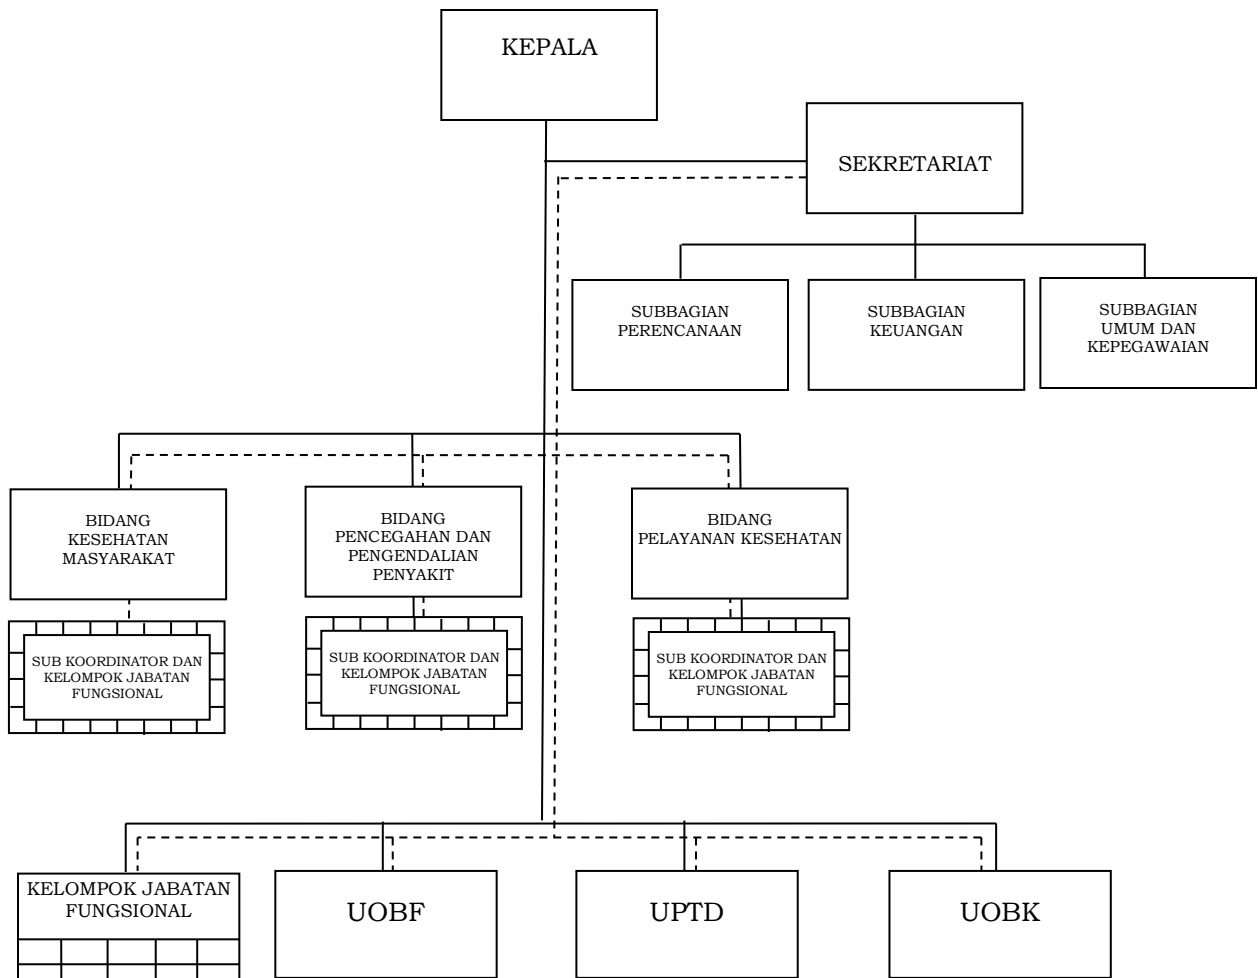 KEPALA
SEKRETARIAT
SUBBAGIAN
PERENCANAAN
SUBBAGIAN
KEUANGAN
SUBBAGIAN
UMUM DAN
KEPEGAWAIAN
BIDANG
KESEHATAN
MASYARAKAT
BIDANG
PENCEGAHAN DAN
PENGENDALIAN
PENYAKIT
BIDANG
PELAYANAN KESEHATAN
SUB KOORDINATOR DAN
KELOMPOK JABATAN
FUNGSIONAL
SUB KOORDINATOR DAN
KELOMPOK JABATAN
FUNGSIONAL
SUB KOORDINATOR DAN
KELOMPOK JABATAN
FUNGSIONAL
KELOMPOK JABATAN
FUNGSIONAL
UOBF
UPTD
UOBK